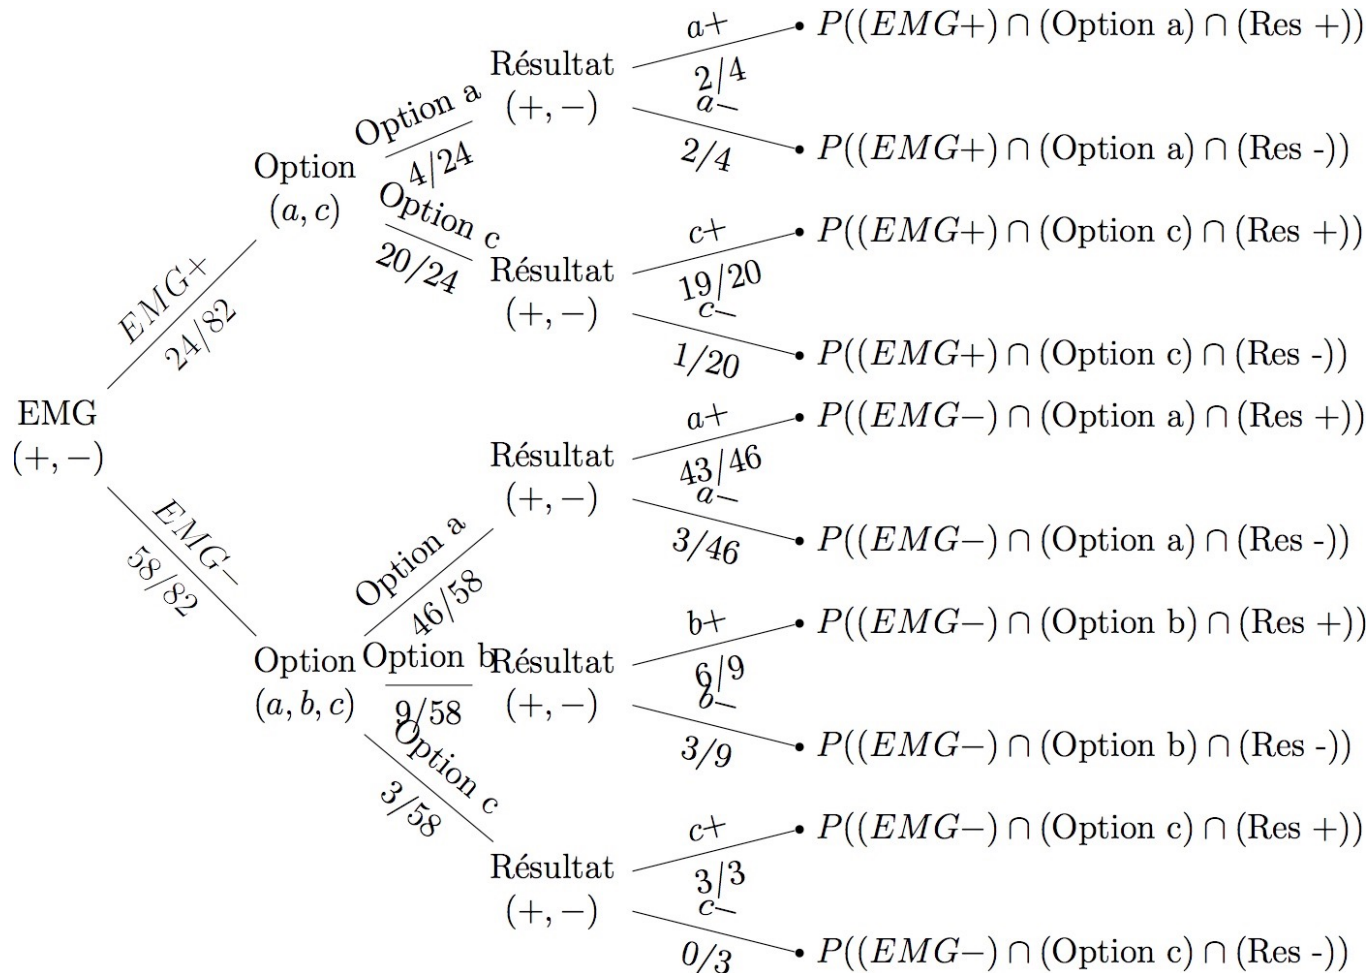 a+
• P((EMG+) ∩ (Option a) ∩ (Res +))
Résultat
(+, −)
2/4
a−
Option a
4/24
2/4
• P((EMG+) ∩ (Option a) ∩ (Res -))
Option
(a, c)
Option c
20/24
c+
• P((EMG+) ∩ (Option c) ∩ (Res +))
Résultat
(+, −)
19/20
c−
1/20
• P((EMG+) ∩ (Option c) ∩ (Res -))
EMG+
24/82
EMG
(+, −)
a+
• P((EMG−) ∩ (Option a) ∩ (Res +))
Résultat
(+, −)
43/46
a−
3/46
• P((EMG−) ∩ (Option a) ∩ (Res -))
EMG−
58/82
Option a
46/58
b+
• P((EMG−) ∩ (Option b) ∩ (Res +))
Option
(a, b, c)
Option b
9/58
Résultat
(+, −)
6/9
b−
3/9
• P((EMG−) ∩ (Option b) ∩ (Res -))
Option c
3/58
c+
• P((EMG−) ∩ (Option c) ∩ (Res +))
Résultat
(+, −)
3/3
c−
0/3
• P((EMG−) ∩ (Option c) ∩ (Res -))